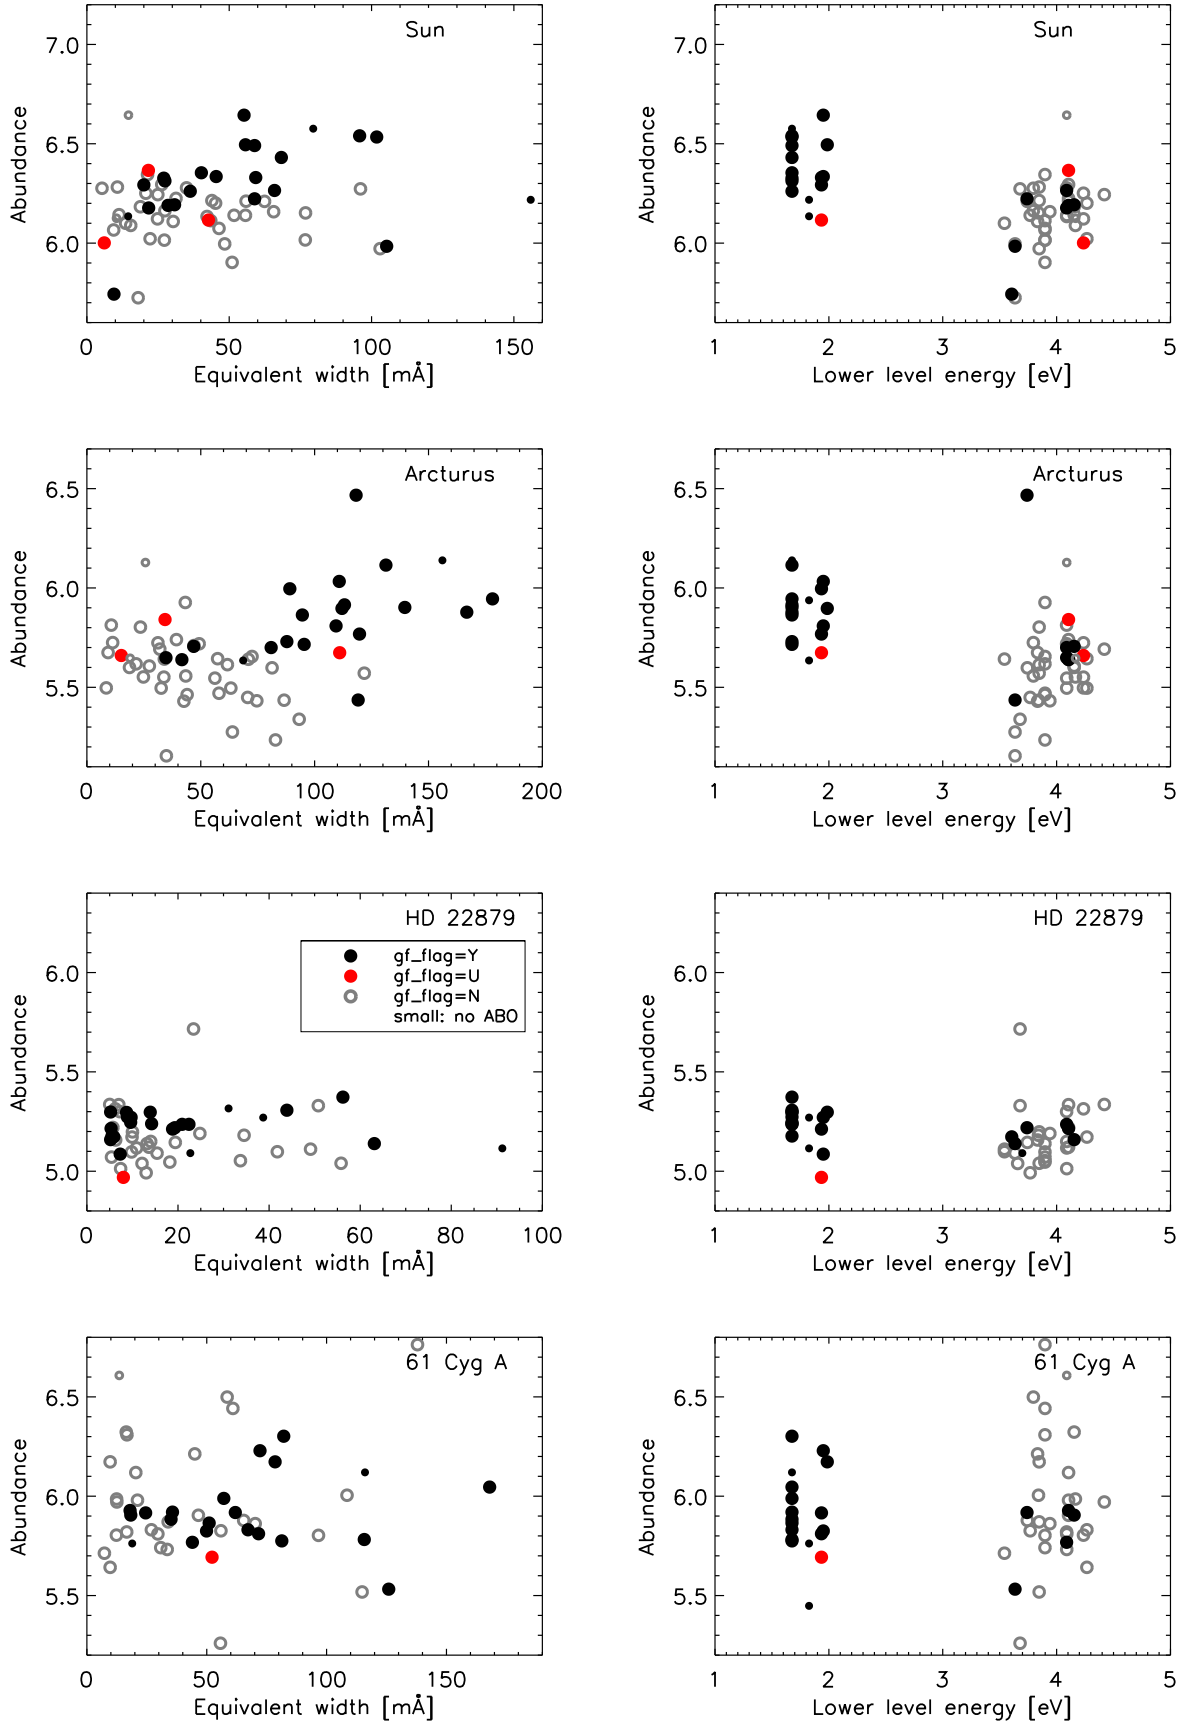 Sun
7.0
6.5
6.0
Abundance
0 50 100 150
Equivalent width [mÅ]
Sun
7.0
6.5
6.0
Abundance
1 2 3 4 5
Lower level energy [eV]
Arcturus
6.5
6.0
5.5
Abundance
0 50 100 150 200
Equivalent width [mÅ]
Arcturus
6.5
6.0
5.5
Abundance
1 2 3 4 5
Lower level energy [eV]
HD 22879
gf_flag=Y
gf_flag=U
gf_flag=N
small: no ABO
6.0
5.5
5.0
Abundance
0 20 40 60 80 100
Equivalent width [mÅ]
HD 22879
6.0
5.5
5.0
Abundance
1 2 3 4 5
Lower level energy [eV]
61 Cyg A
6.5
6.0
5.5
Abundance
0 50 100 150
Equivalent width [mÅ]
61 Cyg A
6.5
6.0
5.5
Abundance
1 2 3 4 5
Lower level energy [eV]